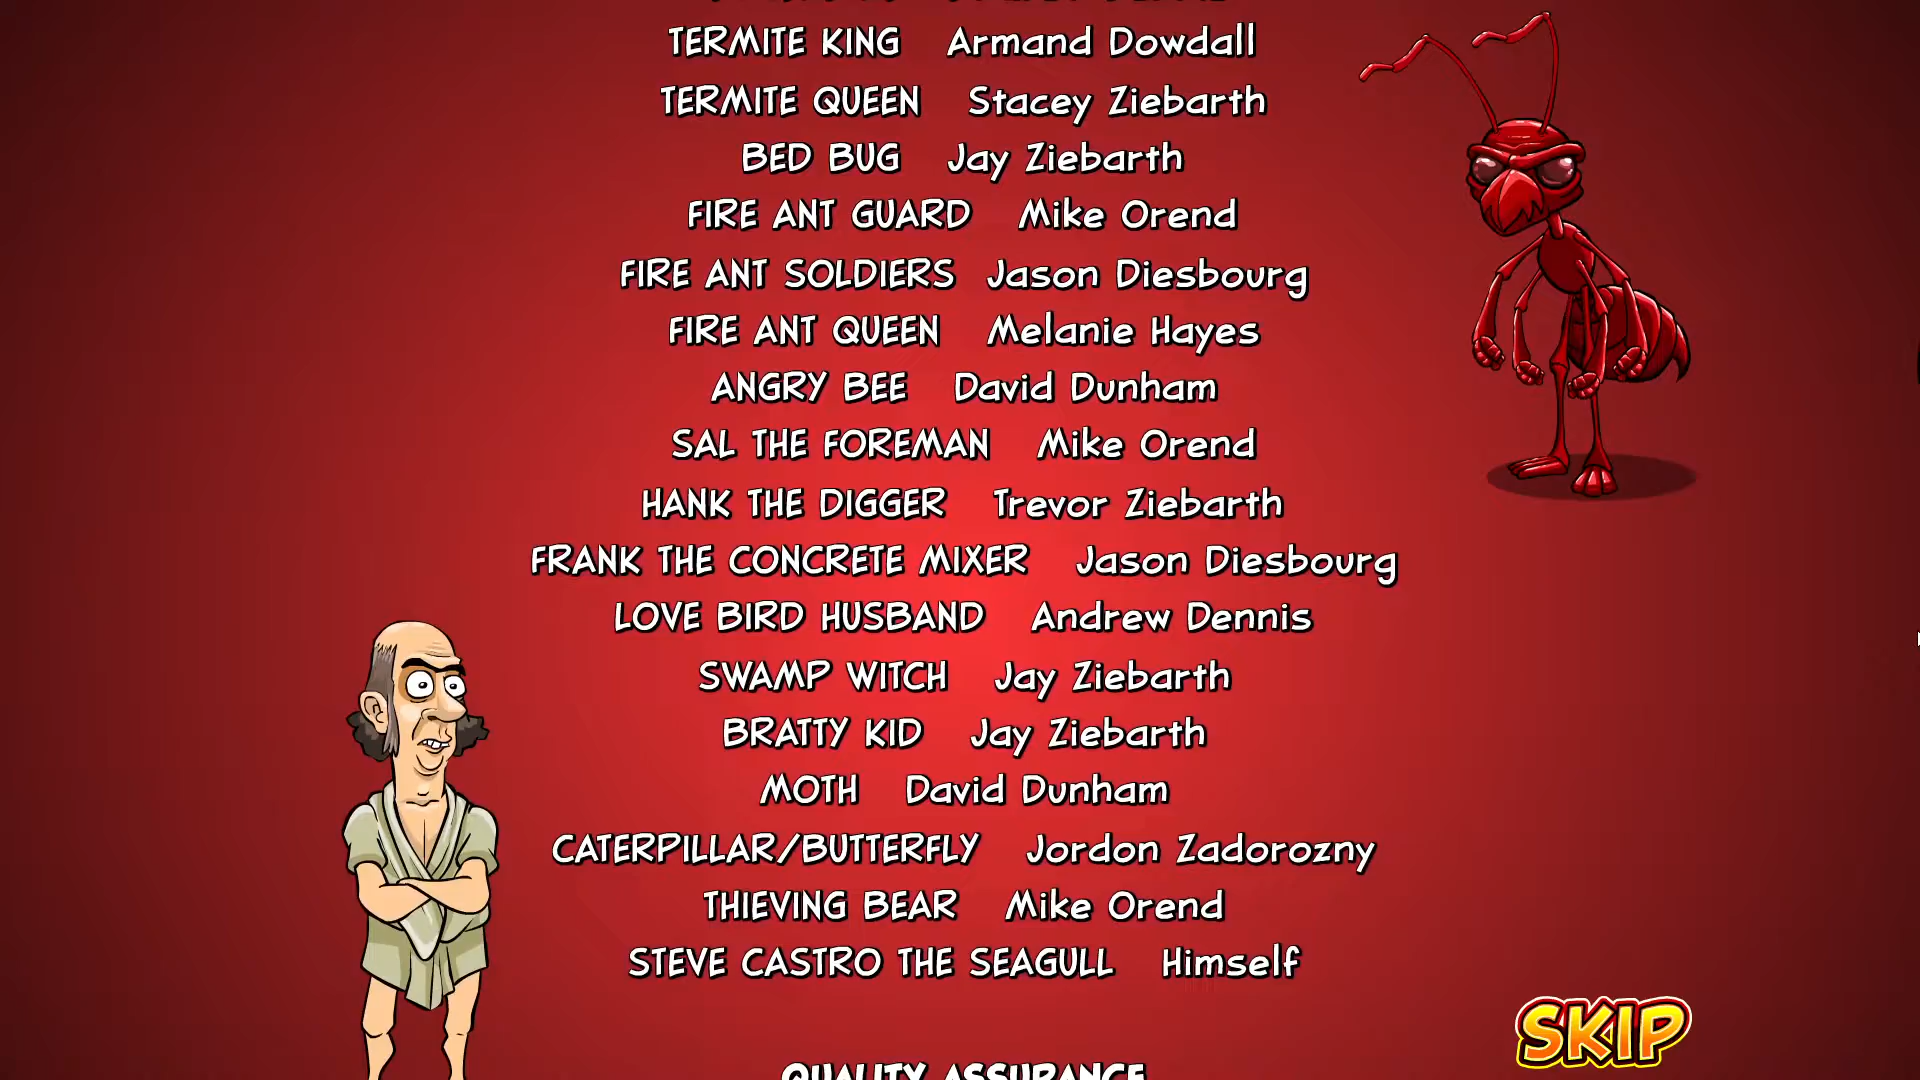 TERMITE KING Armand Dowdall
TERMITE QUEEN Stacey Ziebarth
BED BUG Jay Ziebarth
FIRE ANT GUARD Mike Orend
FIRE ANT SOLDIERS Jason Diesbourg
FIRE ANT QUEEN Melanie Hayes
ANGRY BEE David Dunham
SAL THE FOREMAN Mike Orend
HANK THE DIGGER Trevor Ziebarth
FRANK THE CONCRETE MIXER Jason Diesbourg
LOVE BIRD HUSBAND Andrew Dennis
SWAMP WITCH Jay Ziebarth
BRATTY KID Jay Ziebarth
MOTH David Dunham
CATERPILLAR/BUTTERFLY Jordon Zadorozny
THIEVING BEAR Mike Orend
STEVE CASTRO THE SEAGULL Himself
SKIP
QUALITY ASSURANCE